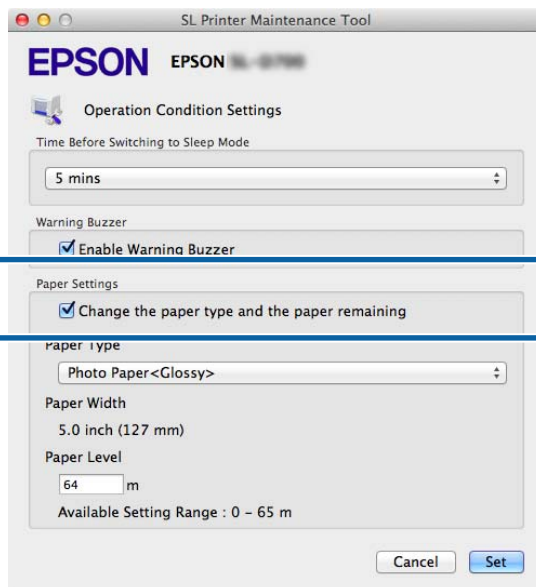 SL Printer Maintenance Tool
EPSON EPSON
Operation Condition Settings
Time Before Switching to Sleep Mode
5 mins
Warning Buzzer
Enable Warning Buzzer
Paper Settings
Change the paper type and the paper remaining
Paper Type
Photo Paper<Glossy>
Paper Width
5.0 inch (127 mm)
Paper Level
64 m
Available Setting Range : 0 – 65 m
Cancel Set